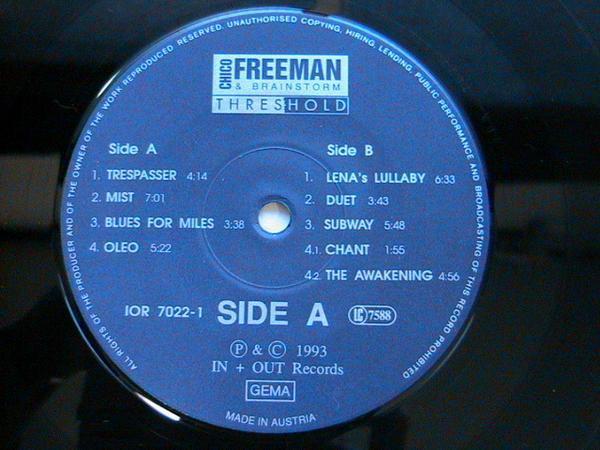 ALL RIGHTS OF THE PRODUCER AND OF THE OWNER OF THE WORK REPRODUCED RESERVED. UNAUTHORISED COPYING, HIRING, LENDING, PUBLIC PERFORMANCE AND BROADCASTING OF THIS RECORD PROHIBITED
CHICO FREEMAN
& BRAINSTORM
THRESHOLD
Side A
1. TRESPASSER 4:14
2. MIST 7:01
3. BLUES FOR MILES 3:38
4. OLEO 5:22
Side B
1. LENA's LULLABY 6:33
2. DUET 3:43
3. SUBWAY 5:48
4.1. CHANT 1:55
4.2. THE AWAKENING 4:56
IOR 7022-1 SIDE A LC 7588
Ⓟ & © 1993
IN + OUT Records
GEMA
MADE IN AUSTRIA